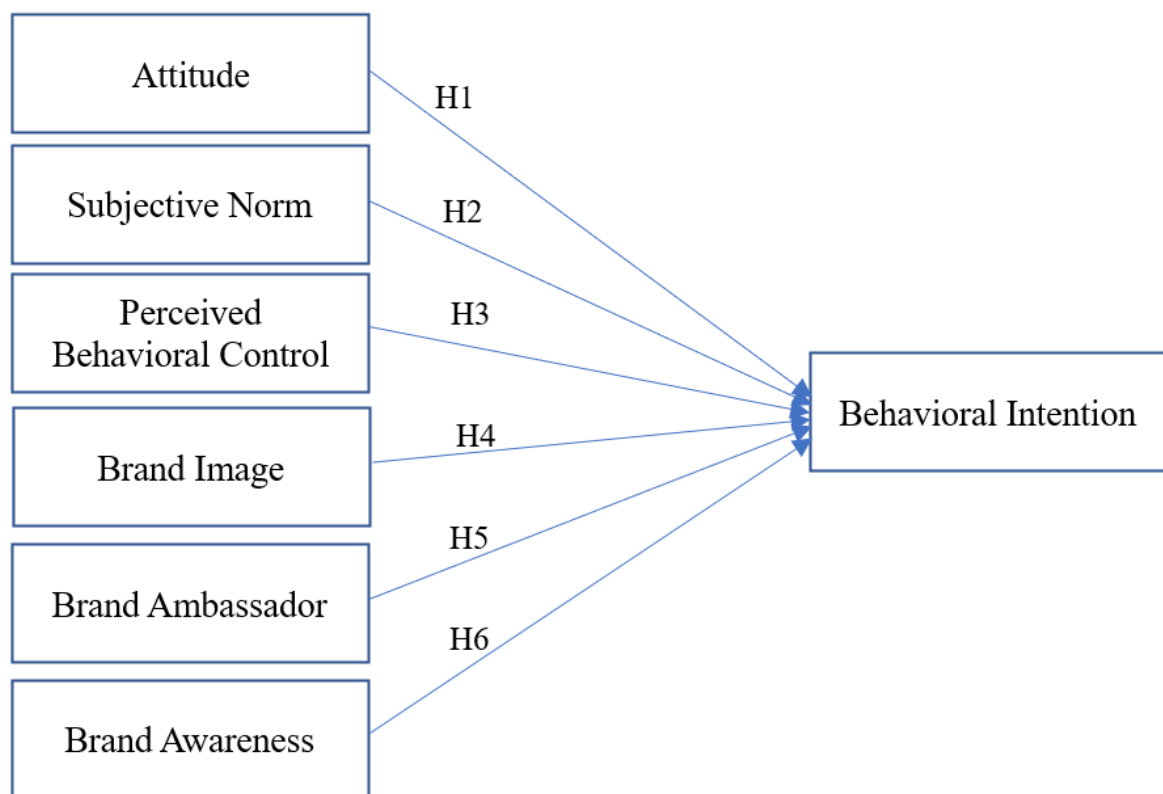 Attitude
H1
Subjective Norm
H2
Perceived
Behavioral Control
H3
Behavioral Intention
Brand Image
H4
Brand Ambassador
H5
Brand Awareness
H6